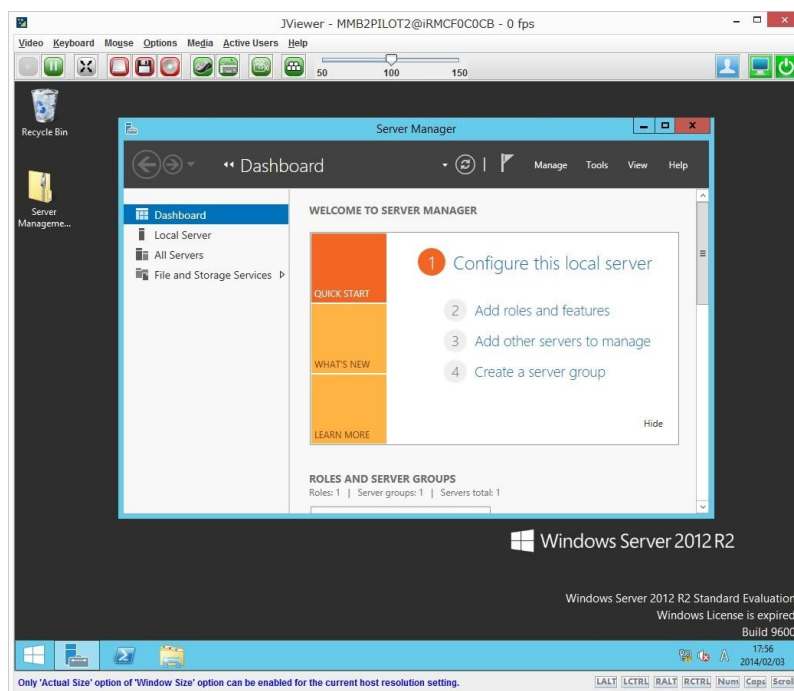 JViewer - MMB2PILOT2@iRMCF0C0CB - 0 fps
Video Keyboard Mouse Options Media Active Users Help
50 100 150
Recycle Bin
Server
Manageme...
Server Manager
Dashboard
Manage Tools View Help
Dashboard
Local Server
All Servers
File and Storage Services
WELCOME TO SERVER MANAGER
QUICK START
WHAT'S NEW
LEARN MORE
1 Configure this local server
2 Add roles and features
3 Add other servers to manage
4 Create a server group
Hide
ROLES AND SERVER GROUPS
Roles: 1 | Server groups: 1 | Servers total: 1
Windows Server 2012 R2
Windows Server 2012 R2 Standard Evaluation
Windows License is expired
Build 9600
A
17:56
2014/02/03
Only 'Actual Size' option of 'Window Size' option can be enabled for the current host resolution setting.
LALT LCTRL RALT RCTRL Num Caps Scrol